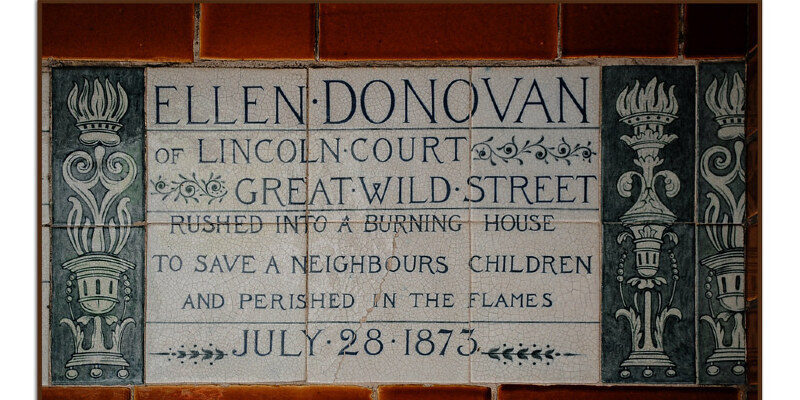 ELLEN·DONOVAN
OF LINCOLN·COURT
GREAT·WILD·STREET
RUSHED INTO A BURNING HOUSE
TO SAVE A NEIGHBOURS CHILDREN
AND PERISHED IN THE FLAMES
JULY·28·1873